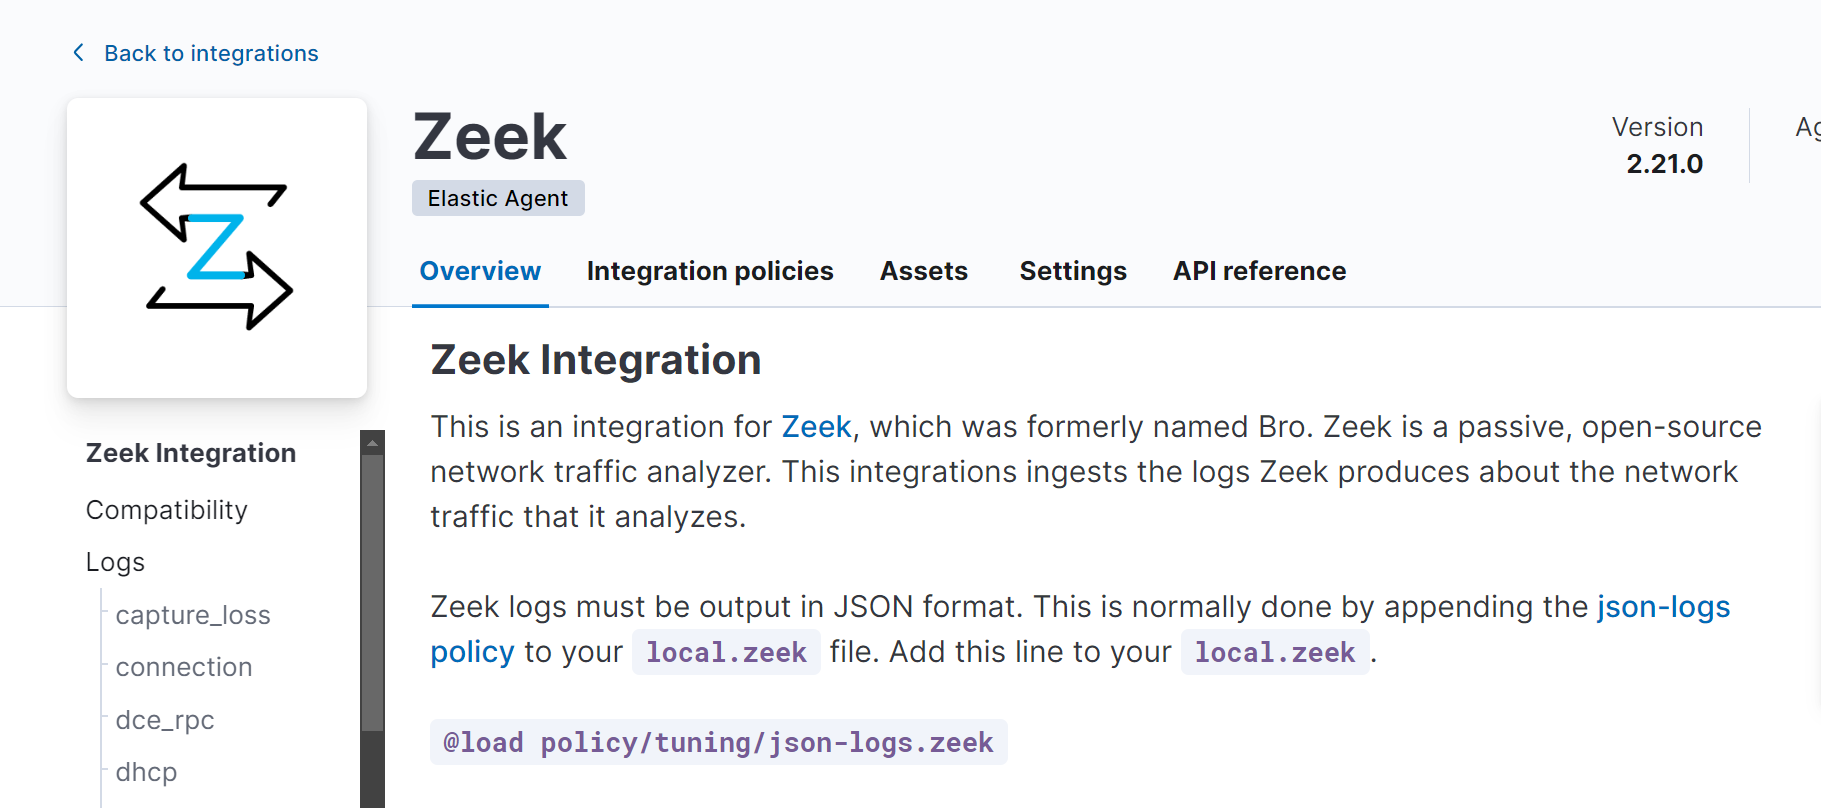 Back to integrations
Z
Zeek
Elastic Agent
Version
2.21.0
Overview Integration policies Assets Settings API reference
Zeek Integration
Compatibility
Logs
capture_loss
connection
dce_rpc
dhcp
Zeek Integration
This is an integration for Zeek, which was formerly named Bro. Zeek is a passive, open-source
network traffic analyzer. This integrations ingests the logs Zeek produces about the network
traffic that it analyzes.
Zeek logs must be output in JSON format. This is normally done by appending the json-logs
policy to your local.zeek file. Add this line to your local.zeek.
@load policy/tuning/json-logs.zeek